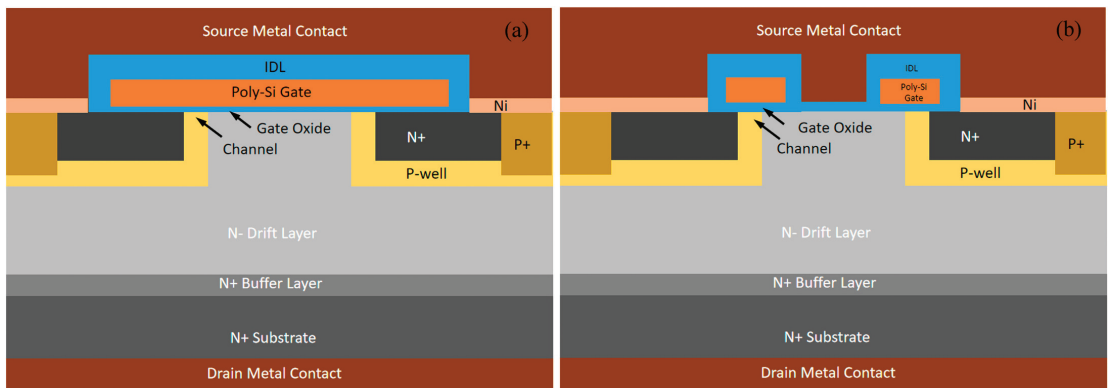 Source Metal Contact
(a)
IDL
Poly-Si Gate
Ni
Gate Oxide
Channel
N+
P+
P-well
N- Drift Layer
N+ Buffer Layer
N+ Substrate
Drain Metal Contact
Source Metal Contact
(b)
IDL
Poly-Si
Gate
Ni
Gate Oxide
Channel
N+
P+
P-well
N- Drift Layer
N+ Buffer Layer
N+ Substrate
Drain Metal Contact